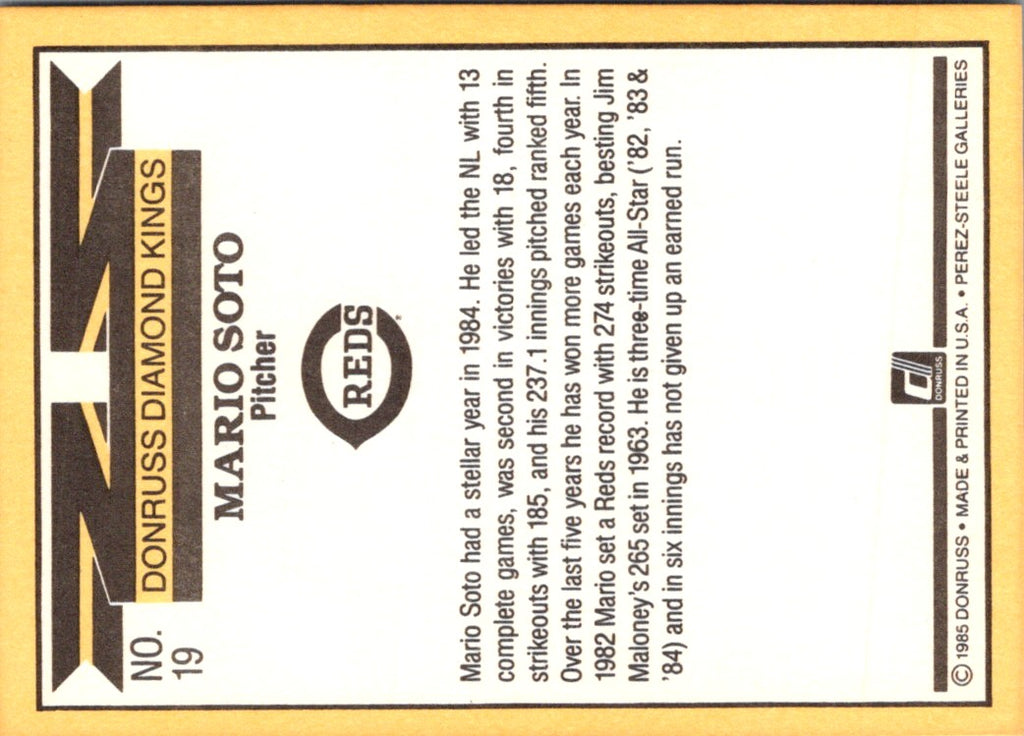 NO.
19
DONRUSS DIAMOND KINGS
MARIO SOTO
Pitcher
REDS
Mario Soto had a stellar year in 1984. He led the NL with 13
complete games, was second in victories with 18, fourth in
strikeouts with 185, and his 237.1 innings pitched ranked fifth.
Over the last five years he has won more games each year. In
1982 Mario set a Reds record with 274 strikeouts, besting Jim
Maloney's 265 set in 1963. He is three-time All-Star ('82, '83 &
'84) and in six innings has not given up an earned run.
d
DONRUSS
© 1985 DONRUSS • MADE & PRINTED IN U.S.A. • PEREZ-STEELE GALLERIES